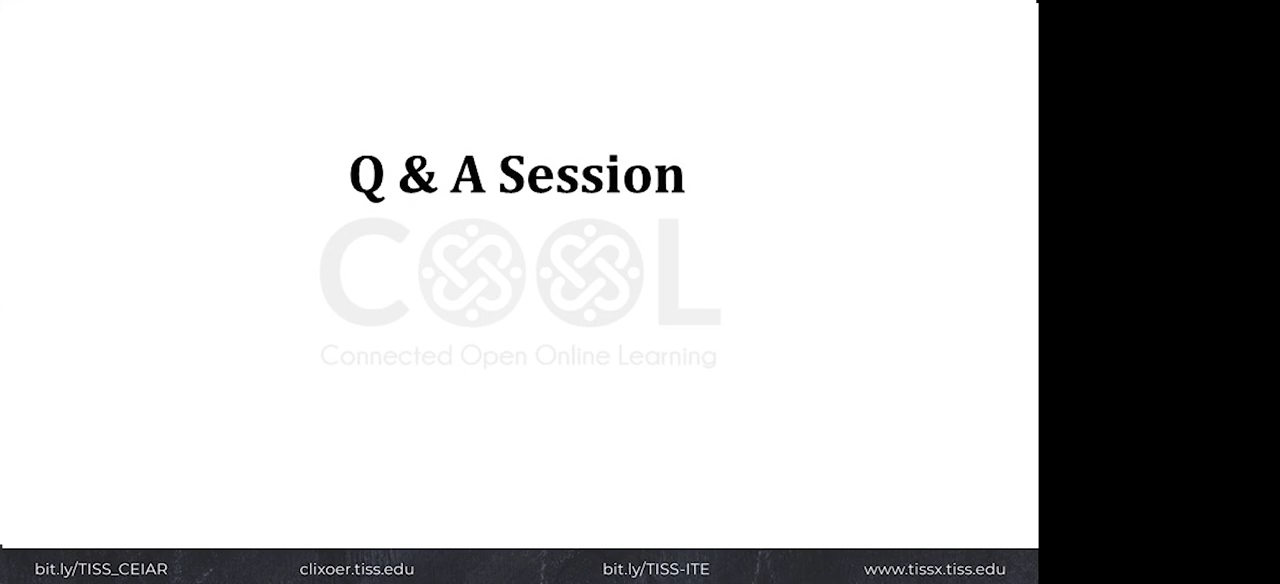 Q & A Session
COOL
Connected Open Online Learning
bit.ly/TISS_CEIAR clixoer.tiss.edu bit.ly/TISS-ITE www.tissx.tiss.edu